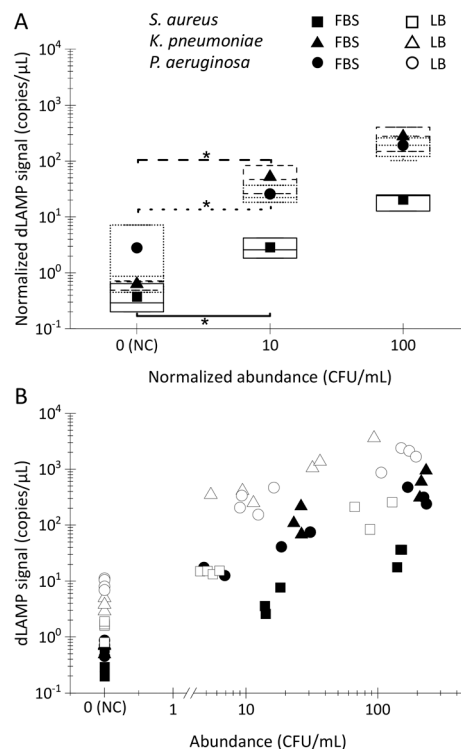 A
S. aureus ■ FBS □ LB
K. pneumoniae ▲ FBS △ LB
P. aeruginosa ● FBS ○ LB
Normalized dLAMP signal (copies/µL)
10⁴
10³
10²
10¹
10⁰
10⁻¹
*
*
*
0 (NC) 10 100
Normalized abundance (CFU/mL)
B
dLAMP signal (copies/µL)
10⁴
10³
10²
10¹
10⁰
10⁻¹
0 (NC) 1 10 100
Abundance (CFU/mL)